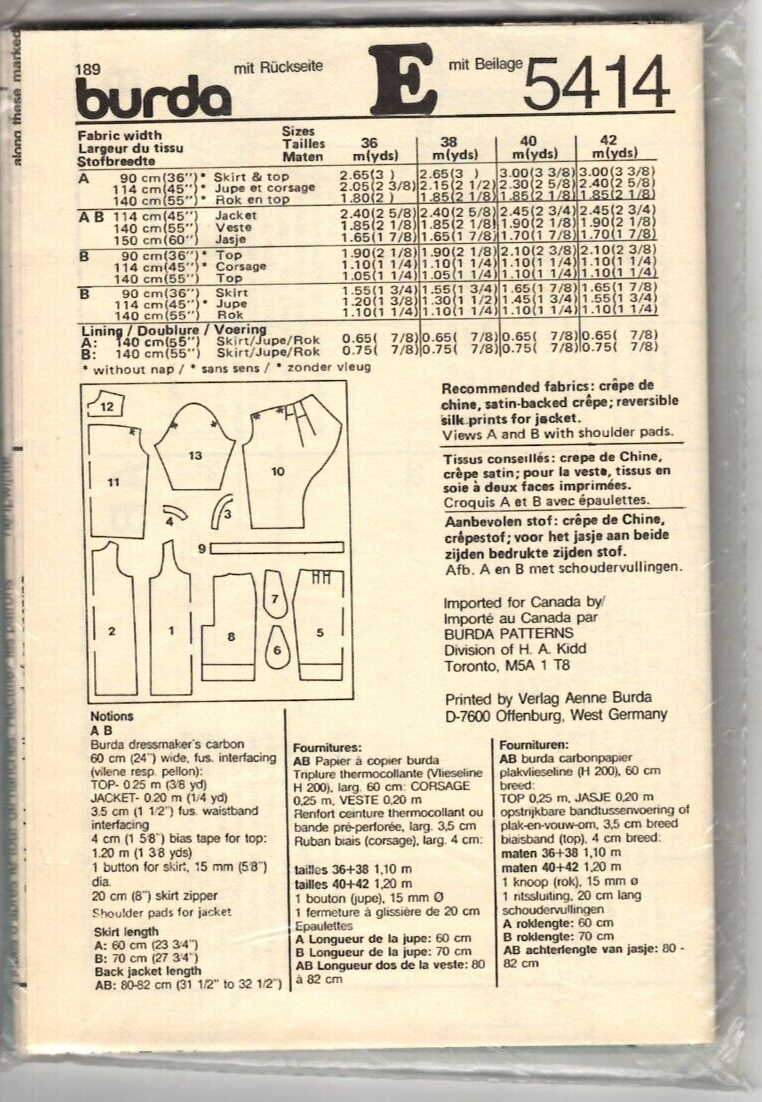 along these marked
189
mit Rückseite
E
mit Beilage
5414
burda
Fabric width
Largeur du tissu
Stofbreedte
Sizes
Tailles
Maten
36 38 40 42
m(yds) m(yds) m(yds) m(yds)
A 90 cm(36'')* Skirt & top 2.65(3 ) 2.65(3 ) 3.00(3 3/8) 3.00(3 3/8)
114 cm(45'')* Jupe et corsage 2.05(2 3/8) 2.15(2 1/2) 2.30(2 5/8) 2.40(2 5/8)
140 cm(55'')* Rok en top 1.80(2 ) 1.85(2 1/8) 1.85(2 1/8) 1.85(2 1/8)
A B 114 cm(45'') Jacket 2.40(2 5/8) 2.40(2 5/8) 2.45(2 3/4) 2.45(2 3/4)
140 cm(55'') Veste 1.85(2 1/8) 1.85(2 1/8) 1.90(2 1/8) 1.90(2 1/8)
150 cm(60'') Jasje 1.65(1 7/8) 1.65(1 7/8) 1.70(1 7/8) 1.70(1 7/8)
B 90 cm(36'')* Top 1.90(2 1/8) 1.90(2 1/8) 2.10(2 3/8) 2.10(2 3/8)
114 cm(45'')* Corsage 1.10(1 1/4) 1.10(1 1/4) 1.10(1 1/4) 1.10(1 1/4)
140 cm(55'') Top 1.05(1 1/4) 1.05(1 1/4) 1.10(1 1/4) 1.10(1 1/4)
B 90 cm(36'') Skirt 1.55(1 3/4) 1.55(1 3/4) 1.65(1 7/8) 1.65(1 7/8)
114 cm(45'')* Jupe 1.20(1 3/8) 1.30(1 1/2) 1.45(1 3/4) 1.55(1 3/4)
140 cm(55'') Rok 1.10(1 1/4) 1.10(1 1/4) 1.10(1 1/4) 1.10(1 1/4)
Lining / Doublure / Voering
A: 140 cm(55'') Skirt/Jupe/Rok 0.65( 7/8) 0.65( 7/8) 0.65( 7/8) 0.65( 7/8)
B: 140 cm(55'') Skirt/Jupe/Rok 0.75( 7/8) 0.75( 7/8) 0.75( 7/8) 0.75( 7/8)
* without nap / * sans sens / * zonder vleug
12
13
10
11
4
3
9
2
1
8
7
6
5
Recommended fabrics: crêpe de
chine, satin-backed crêpe; reversible
silk prints for jacket.
Views A and B with shoulder pads.
Tissus conseillés: crepe de Chine,
crêpe satin; pour la veste, tissus en
soie à deux faces imprimées.
Croquis A et B avec épaulettes.
Aanbevolen stof: crêpe de Chine,
crêpestof; voor het jasje aan beide
zijden bedrukte zijden stof.
Afb. A en B met schoudervullingen.
Imported for Canada by/
Importé au Canada par
BURDA PATTERNS
Division of H. A. Kidd
Toronto, M5A 1 T8
Printed by Verlag Aenne Burda
D-7600 Offenburg, West Germany
Notions
A B
Burda dressmaker's carbon
60 cm (24") wide, fus. interfacing
(vilene resp. pellon):
TOP- 0.25 m (3/8 yd)
JACKET- 0.20 m (1/4 yd)
3.5 cm (1 1/2") fus. waistband
interfacing
4 cm (1 5/8") bias tape for top:
1.20 m (1 3/8 yds)
1 button for skirt, 15 mm (5/8")
dia.
20 cm (8") skirt zipper
Shoulder pads for jacket
Skirt length
A: 60 cm (23 3/4")
B: 70 cm (27 3/4")
Back jacket length
AB: 80-82 cm (31 1/2" to 32 1/2")
Fournitures:
AB Papier à copier burda
Triplure thermocollante (Vlieseline
H 200), larg. 60 cm: CORSAGE
0,25 m, VESTE 0,20 m
Renfort ceinture thermocollant ou
bande pré-perforée, larg. 3,5 cm
Ruban biais (corsage), larg. 4 cm:
tailles 36+38 1,10 m
tailles 40+42 1,20 m
1 bouton (jupe), 15 mm Ø
1 fermeture à glissière de 20 cm
Epaulettes
A Longueur de la jupe: 60 cm
B Longueur de la jupe: 70 cm
AB Longueur dos de la veste: 80
à 82 cm
Fournituren:
AB burda carbonpapier
plakvlieseline (H 200), 60 cm
breed:
TOP 0,25 m, JASJE 0,20 m
opstrijkbare bandtussenvoering of
plak-en-vouw-om, 3,5 cm breed
biaisband (top), 4 cm breed:
maten 36+38 1,10 m
maten 40+42 1,20 m
1 knoop (rok), 15 mm ø
1 ritssluiting, 20 cm lang
schoudervullingen
A roklengte: 60 cm
B roklengte: 70 cm
AB achterlengte van jasje: 80 -
82 cm